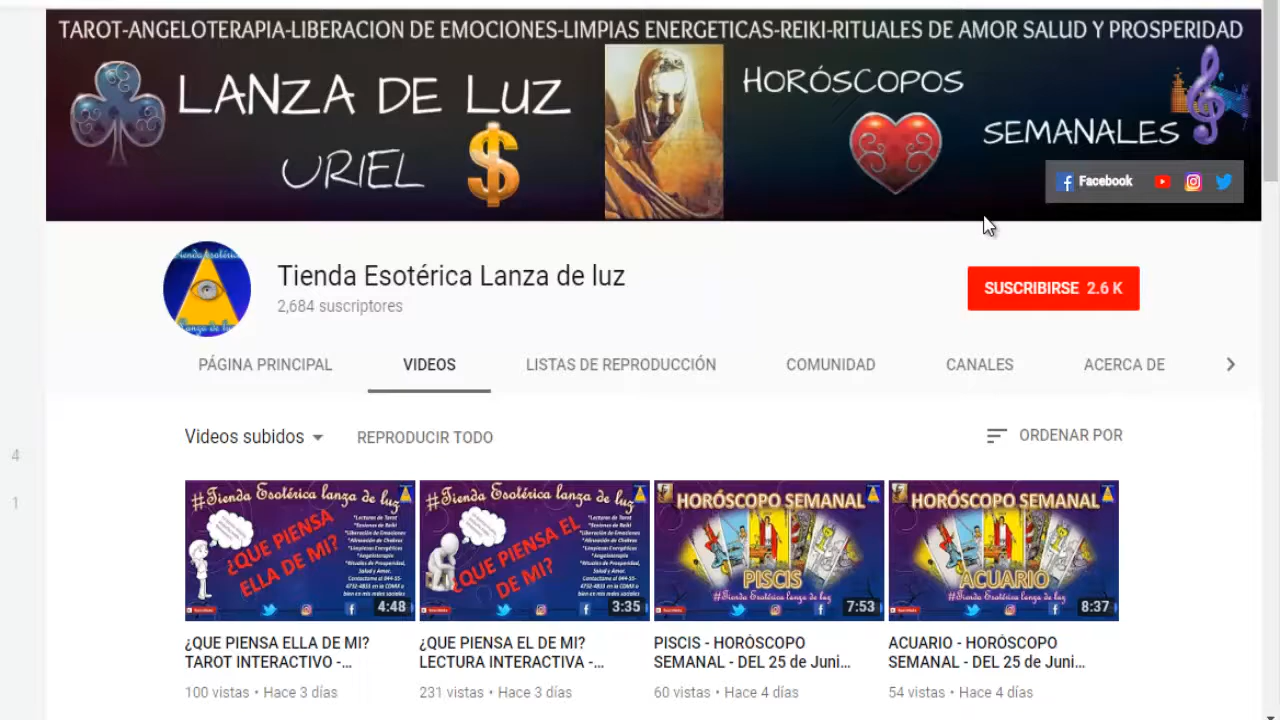 TAROT-ANGELOTERAPIA-LIBERACION DE EMOCIONES-LIMPIAS ENERGETICAS-REIKI-RITUALES DE AMOR SALUD Y PROSPERIDAD
LANZA DE LUZ
URIEL
HORÓSCOPOS
SEMANALES
Facebook
Tienda Esotérica Lanza de luz
2,684 suscriptores
SUSCRIBIRSE 2.6 K
PÁGINA PRINCIPAL VIDEOS LISTAS DE REPRODUCCIÓN COMUNIDAD CANALES ACERCA DE
Videos subidos REPRODUCIR TODO ORDENAR POR
4
1
#Tienda Esotérica lanza de luz
¿QUE PIENSA
ELLA DE MI?
4:48
#Tienda Esotérica lanza de luz
¿QUE PIENSA EL
DE MI?
3:35
HORÓSCOPO SEMANAL
PISCIS
#Tienda Esotérica lanza de luz
7:53
HORÓSCOPO SEMANAL
ACUARIO
#Tienda Esotérica lanza de luz
8:37
¿QUE PIENSA ELLA DE MI?
TAROT INTERACTIVO -...
100 vistas • Hace 3 días
¿QUE PIENSA EL DE MI?
LECTURA INTERACTIVA -...
231 vistas • Hace 3 días
PISCIS - HORÓSCOPO
SEMANAL - DEL 25 de Juni...
60 vistas • Hace 4 días
ACUARIO - HORÓSCOPO
SEMANAL - DEL 25 de Juni...
54 vistas • Hace 4 días